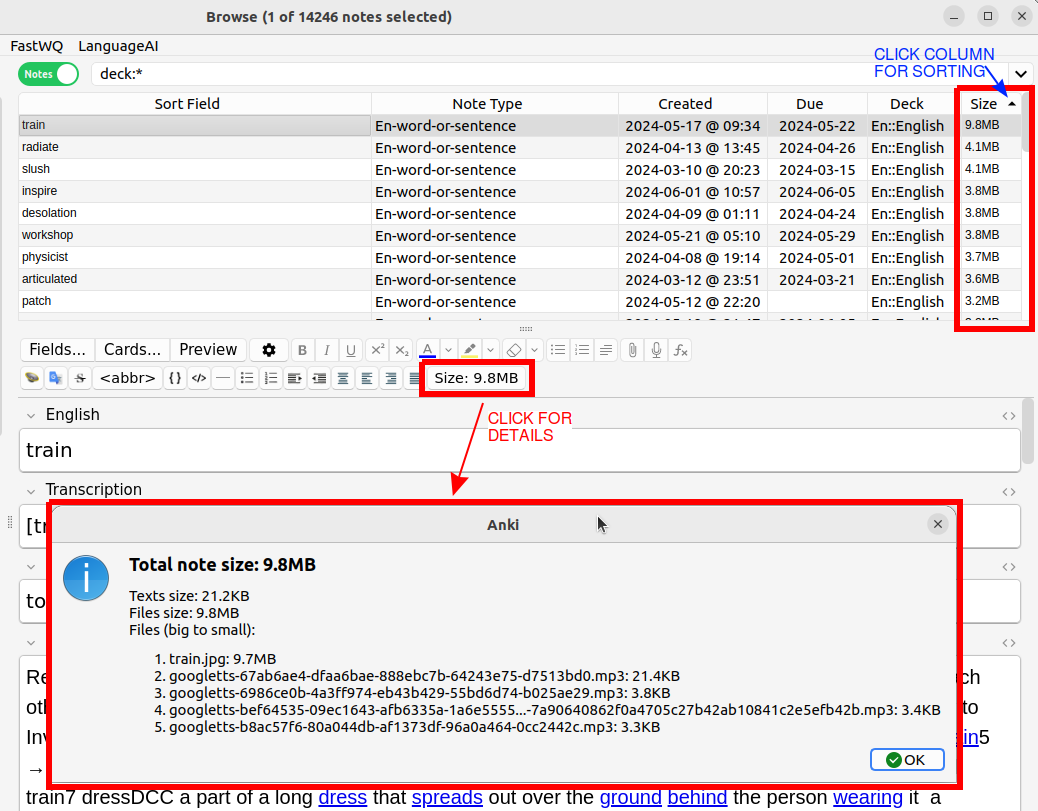 Browse (1 of 14246 notes selected)
FastWQ LanguageAI
CLICK COLUMN
FOR SORTING
Notes deck:*
Sort Field Note Type Created Due Deck Size
train En-word-or-sentence 2024-05-17 @ 09:34 2024-05-22 En::English 9.8MB
radiate En-word-or-sentence 2024-04-13 @ 13:45 2024-04-26 En::English 4.1MB
slush En-word-or-sentence 2024-03-10 @ 20:23 2024-03-15 En::English 4.1MB
inspire En-word-or-sentence 2024-06-01 @ 10:57 2024-06-05 En::English 3.8MB
desolation En-word-or-sentence 2024-04-09 @ 01:11 2024-04-24 En::English 3.8MB
workshop En-word-or-sentence 2024-05-21 @ 05:10 2024-05-29 En::English 3.8MB
physicist En-word-or-sentence 2024-04-08 @ 19:14 2024-05-01 En::English 3.7MB
articulated En-word-or-sentence 2024-03-12 @ 23:51 2024-03-21 En::English 3.6MB
patch En-word-or-sentence 2024-05-12 @ 22:20 En::English 3.2MB
Fields... Cards... Preview B I U x² x₂ A fx
S <abbr> {} </> Size: 9.8MB
CLICK FOR
DETAILS
English <>
train
Transcription <>
[t
Anki
Total note size: 9.8MB
Texts size: 21.2KB
Files size: 9.8MB
Files (big to small):
1. train.jpg: 9.7MB
2. googletts-67ab6ae4-dfaa6bae-888ebc7b-64243e75-d7513bd0.mp3: 21.4KB
3. googletts-6986ce0b-4a3ff974-eb43b429-55bd6d74-b025ae29.mp3: 3.8KB
4. googletts-bef64535-09ec1643-afb6335a-1a6e5555...-7a90640862f0a4705c27b42ab10841c2e5efb42b.mp3: 3.4KB
5. googletts-b8ac57f6-80a044db-af1373df-96a0a464-0cc2442c.mp3: 3.3KB
OK
<>
to
<>
Re ch
oth to
Inv in5
→
train7 dressDCC a part of a long dress that spreads out over the ground behind the person wearing it a